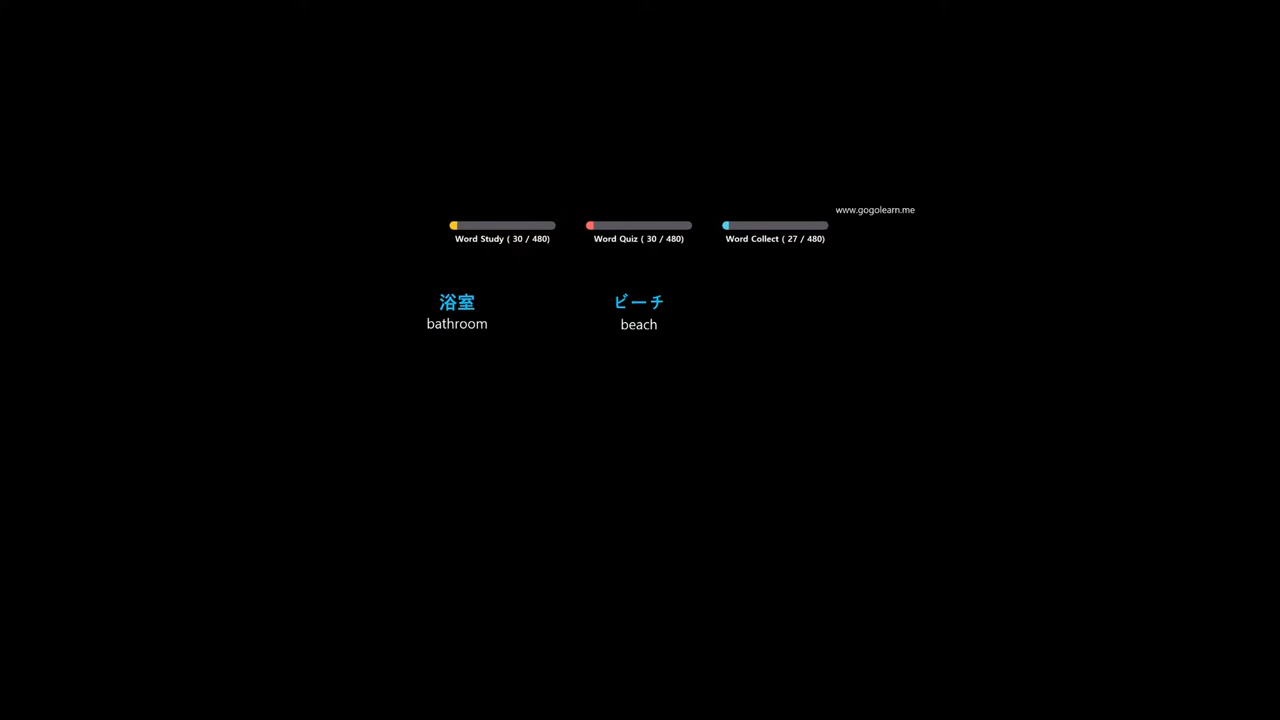 www.gogolearn.me
Word Study ( 30 / 480)
Word Quiz ( 30 / 480)
Word Collect ( 27 / 480)
浴室
bathroom
ビーチ
beach